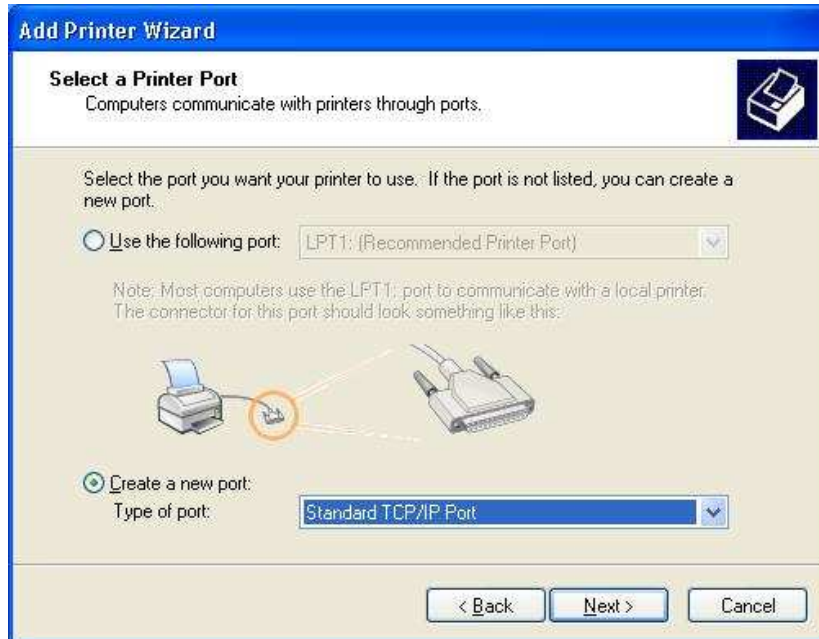 Add Printer Wizard
Select a Printer Port
Computers communicate with printers through ports.
Select the port you want your printer to use. If the port is not listed, you can create a
new port.
Use the following port: LPT1: (Recommended Printer Port)
Note: Most computers use the LPT1: port to communicate with a local printer.
The connector for this port should look something like this:
Create a new port:
Type of port: Standard TCP/IP Port
< Back Next > Cancel